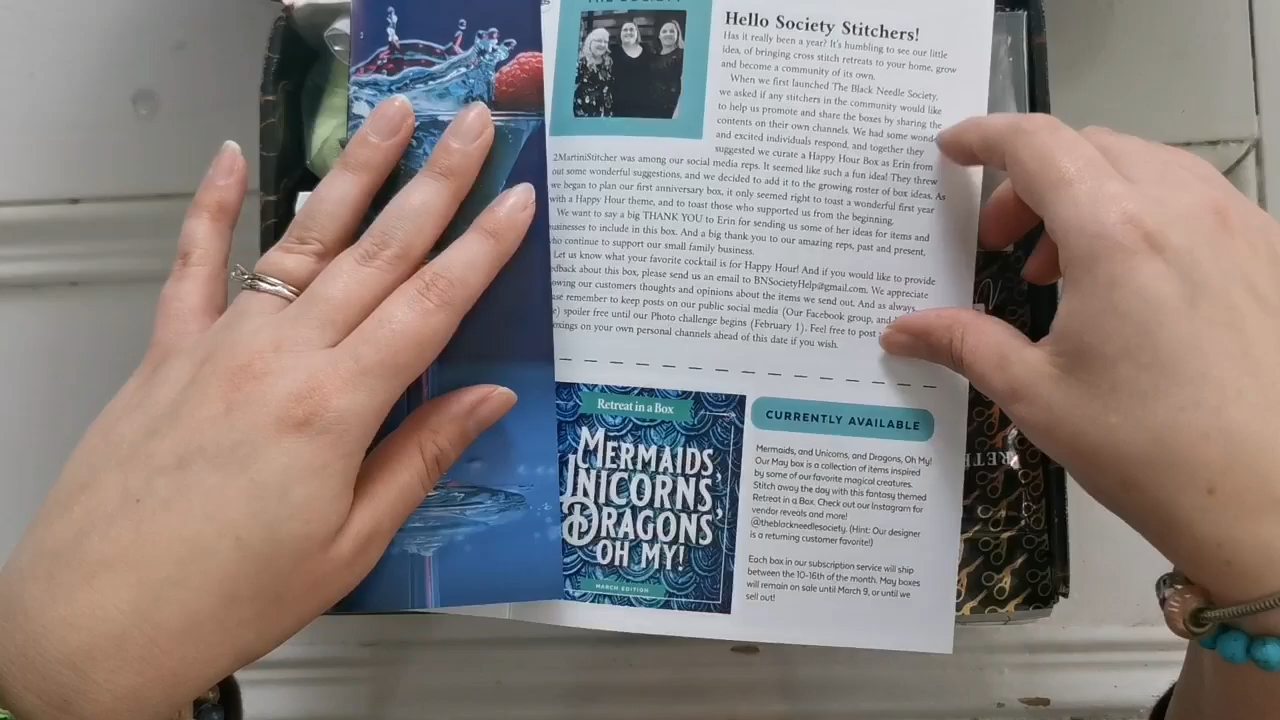 THE SOCIETY
Hello Society Stitchers!
Has it really been a year? It's humbling to see our little
idea, of bringing cross stitch retreats to your home, grow
and become a community of its own.
When we first launched The Black Needle Society,
we asked if any stitchers in the community would like
to help us promote and share the boxes by sharing the
contents on their own channels. We had some
and excited individuals respond, and together they
suggested we curate a Happy Hour Box as Erin from
2MartiniStitcher was among our social media reps. It seemed like such a fun idea! They threw
out some wonderful suggestions, and we decided to add it to the growing roster of box ideas. As
we began to plan our first anniversary box, it only seemed right to toast a wonderful first year
with a Happy Hour theme, and to toast those who supported us from the beginning.
We want to say a big THANK YOU to Erin for sending us some of her ideas for items and
to include in this box. And a big thank you to our amazing reps, past and present,
who continue to support our small family business.
Let us know what your favorite cocktail is for Happy Hour! And if you would like to provide
about this box, please send us an email to BNSocietyHelp@gmail.com. We appreciate
our customers thoughts and opinions about the items we send out. And as always,
remember to keep posts on our public social media (Our Facebook group, and
spoiler free until our Photo challenge begins (February 1). Feel free to post
on your own personal channels ahead of this date if you wish.
Retreat in a Box
MERMAIDS,
UNICORNS,
DRAGONS
OH MY!
MARCH EDITION
CURRENTLY AVAILABLE
Mermaids, and Unicorns, and Dragons, Oh My!
Our May box is a collection of items inspired
by some of our favorite magical creatures.
Stitch away the day with this fantasy themed
Retreat in a Box. Check out our Instagram for
vendor reveals and more!
@theblackneedlesociety. (Hint: Our designer
is a returning customer favorite!)
Each box in our subscription service will ship
between the 10-16th of the month. May boxes
will remain on sale until March 9, or until we
sell out!